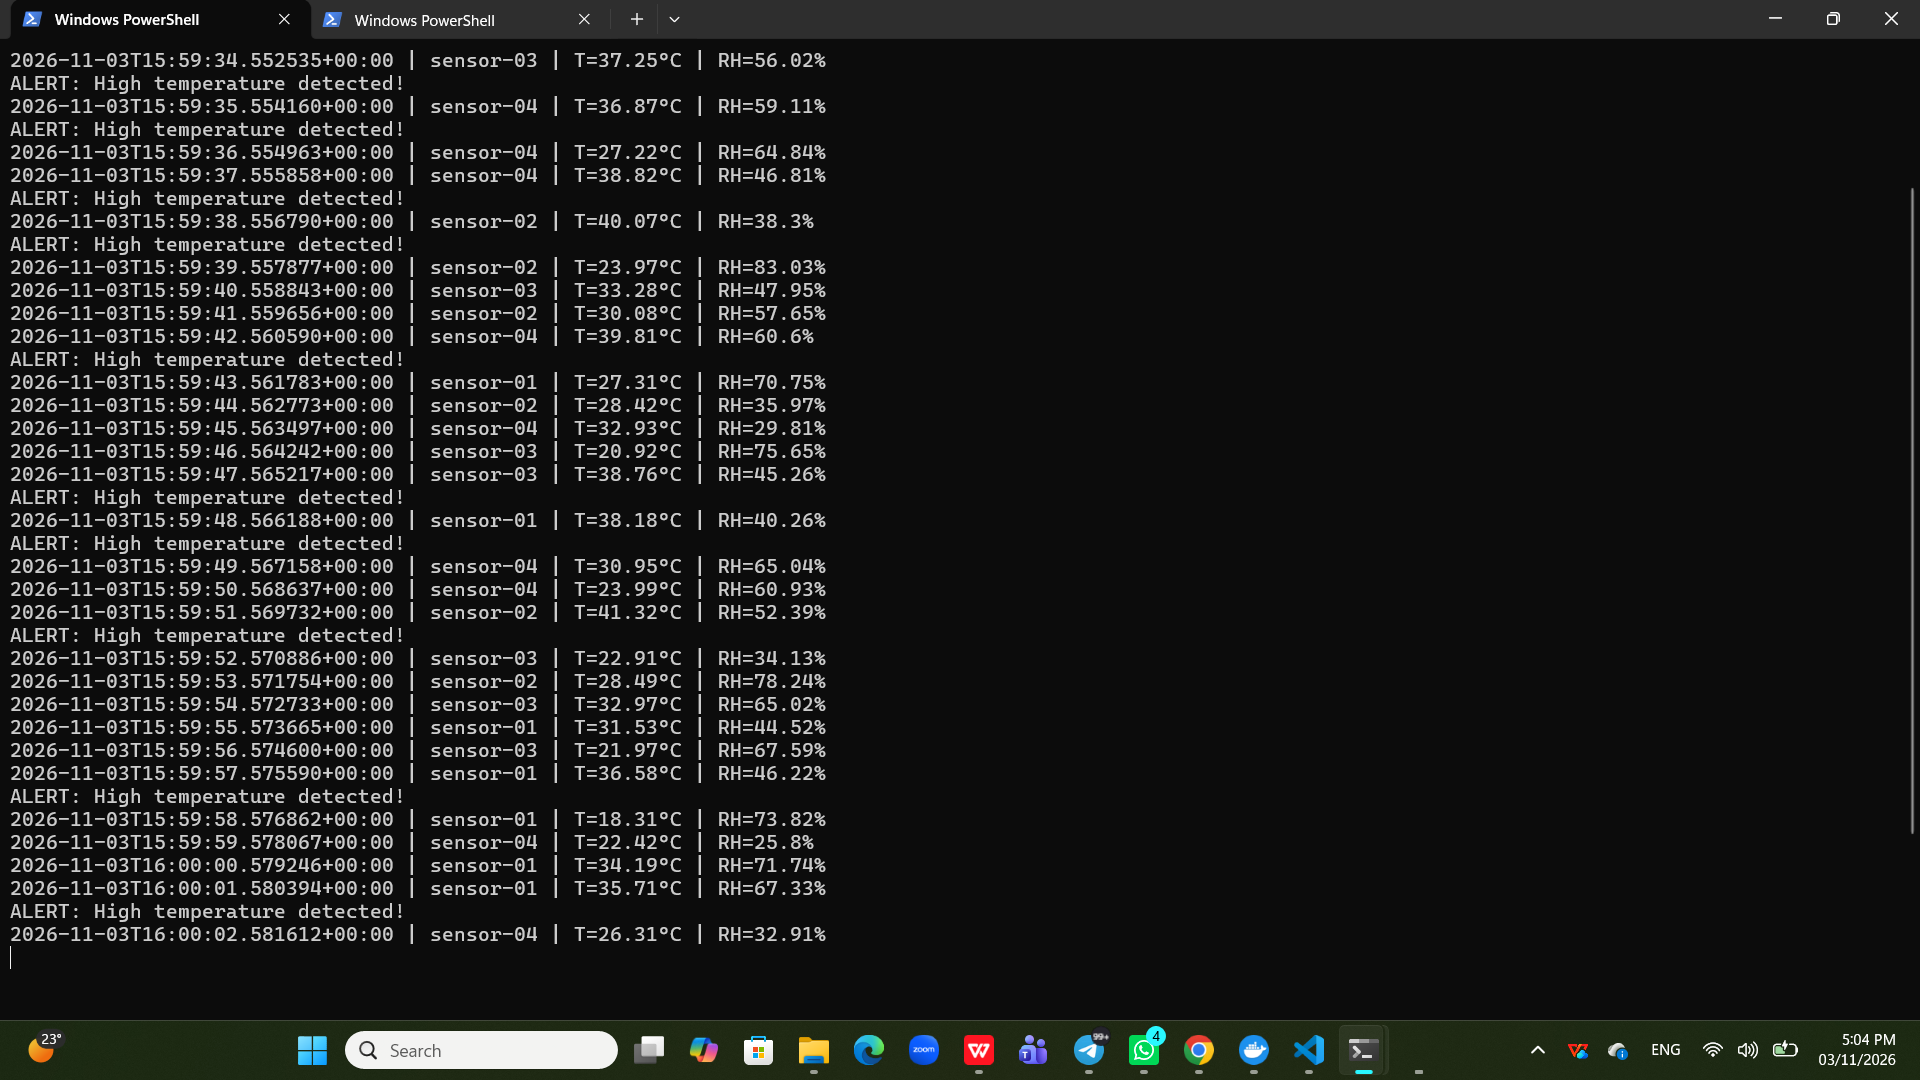 Windows PowerShell
Windows PowerShell
2026-11-03T15:59:34.552535+00:00 | sensor-03 | T=37.25°C | RH=56.02%
ALERT: High temperature detected!
2026-11-03T15:59:35.554160+00:00 | sensor-04 | T=36.87°C | RH=59.11%
ALERT: High temperature detected!
2026-11-03T15:59:36.554963+00:00 | sensor-04 | T=27.22°C | RH=64.84%
2026-11-03T15:59:37.555858+00:00 | sensor-04 | T=38.82°C | RH=46.81%
ALERT: High temperature detected!
2026-11-03T15:59:38.556790+00:00 | sensor-02 | T=40.07°C | RH=38.3%
ALERT: High temperature detected!
2026-11-03T15:59:39.557877+00:00 | sensor-02 | T=23.97°C | RH=83.03%
2026-11-03T15:59:40.558843+00:00 | sensor-03 | T=33.28°C | RH=47.95%
2026-11-03T15:59:41.559656+00:00 | sensor-02 | T=30.08°C | RH=57.65%
2026-11-03T15:59:42.560590+00:00 | sensor-04 | T=39.81°C | RH=60.6%
ALERT: High temperature detected!
2026-11-03T15:59:43.561783+00:00 | sensor-01 | T=27.31°C | RH=70.75%
2026-11-03T15:59:44.562773+00:00 | sensor-02 | T=28.42°C | RH=35.97%
2026-11-03T15:59:45.563497+00:00 | sensor-04 | T=32.93°C | RH=29.81%
2026-11-03T15:59:46.564242+00:00 | sensor-03 | T=20.92°C | RH=75.65%
2026-11-03T15:59:47.565217+00:00 | sensor-03 | T=38.76°C | RH=45.26%
ALERT: High temperature detected!
2026-11-03T15:59:48.566188+00:00 | sensor-01 | T=38.18°C | RH=40.26%
ALERT: High temperature detected!
2026-11-03T15:59:49.567158+00:00 | sensor-04 | T=30.95°C | RH=65.04%
2026-11-03T15:59:50.568637+00:00 | sensor-04 | T=23.99°C | RH=60.93%
2026-11-03T15:59:51.569732+00:00 | sensor-02 | T=41.32°C | RH=52.39%
ALERT: High temperature detected!
2026-11-03T15:59:52.570886+00:00 | sensor-03 | T=22.91°C | RH=34.13%
2026-11-03T15:59:53.571754+00:00 | sensor-02 | T=28.49°C | RH=78.24%
2026-11-03T15:59:54.572733+00:00 | sensor-03 | T=32.97°C | RH=65.02%
2026-11-03T15:59:55.573665+00:00 | sensor-01 | T=31.53°C | RH=44.52%
2026-11-03T15:59:56.574600+00:00 | sensor-03 | T=21.97°C | RH=67.59%
2026-11-03T15:59:57.575590+00:00 | sensor-01 | T=36.58°C | RH=46.22%
ALERT: High temperature detected!
2026-11-03T15:59:58.576862+00:00 | sensor-01 | T=18.31°C | RH=73.82%
2026-11-03T15:59:59.578067+00:00 | sensor-04 | T=22.42°C | RH=25.8%
2026-11-03T16:00:00.579246+00:00 | sensor-01 | T=34.19°C | RH=71.74%
2026-11-03T16:00:01.580394+00:00 | sensor-01 | T=35.71°C | RH=67.33%
ALERT: High temperature detected!
2026-11-03T16:00:02.581612+00:00 | sensor-04 | T=26.31°C | RH=32.91%
23°
Search
zoom
99+
4
ENG
5:04 PM
03/11/2026